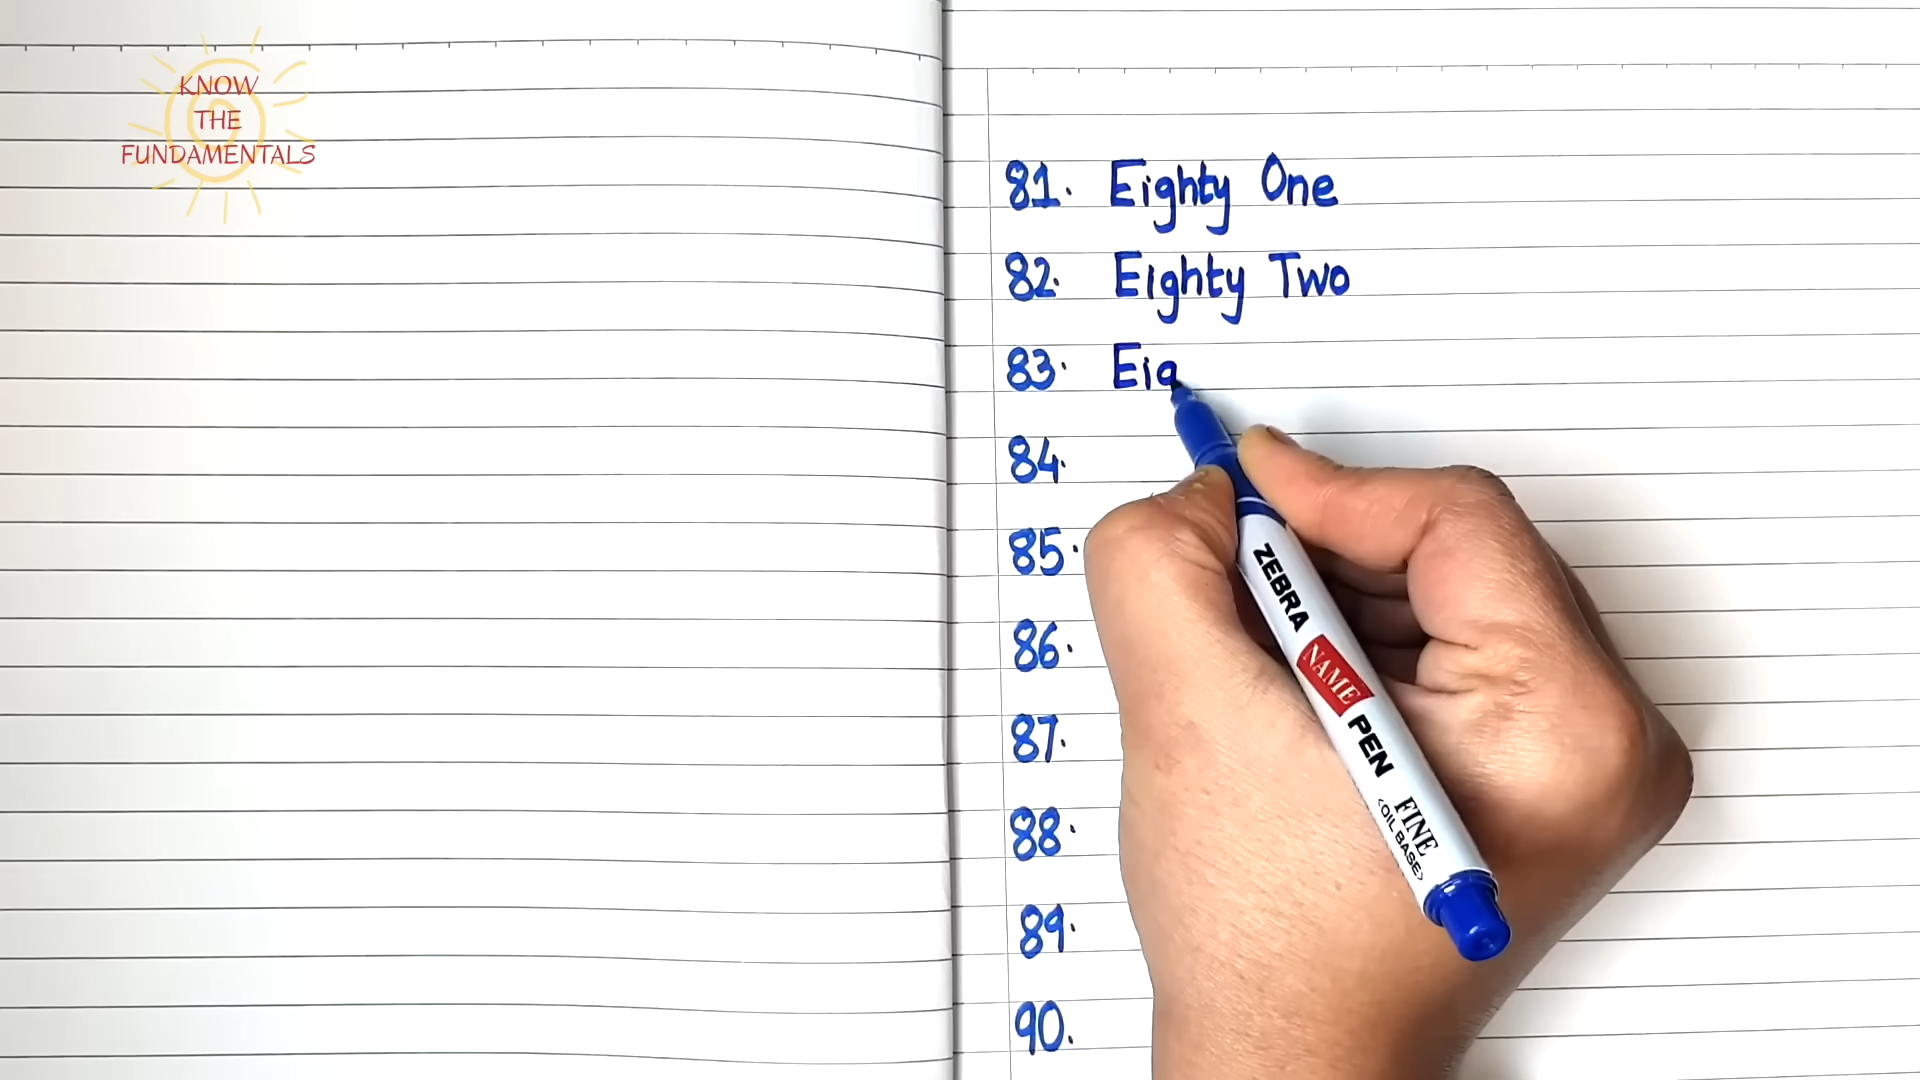 KNOW
THE
FUNDAMENTALS
81. Eighty One
82. Eighty Two
83. Eig
84.
85.
86.
87.
88.
89.
90.
ZEBRA NAME PEN FINE
<OIL BASE>